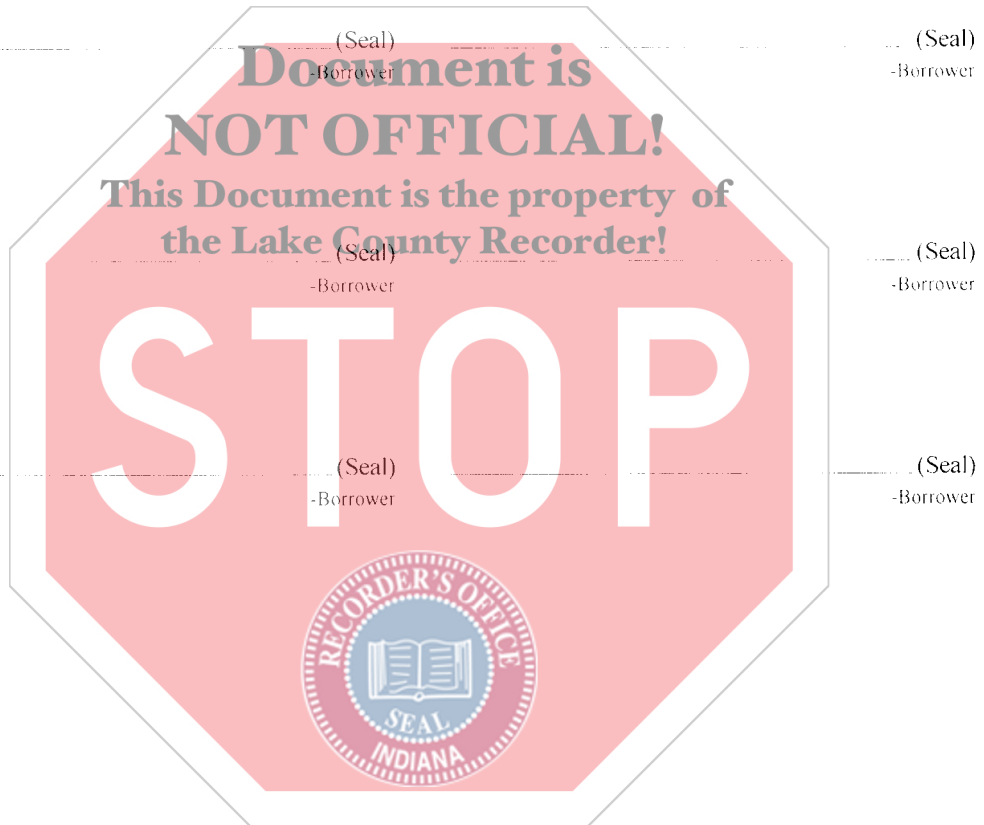 (Seal) (Seal)
-Borrower -Borrower
Document is
NOT OFFICIAL!
This Document is the property of
the Lake County Recorder!
(Seal) (Seal)
-Borrower -Borrower
STOP
(Seal) (Seal)
-Borrower -Borrower
RECORDER'S OFFICE
SEAL
INDIANA